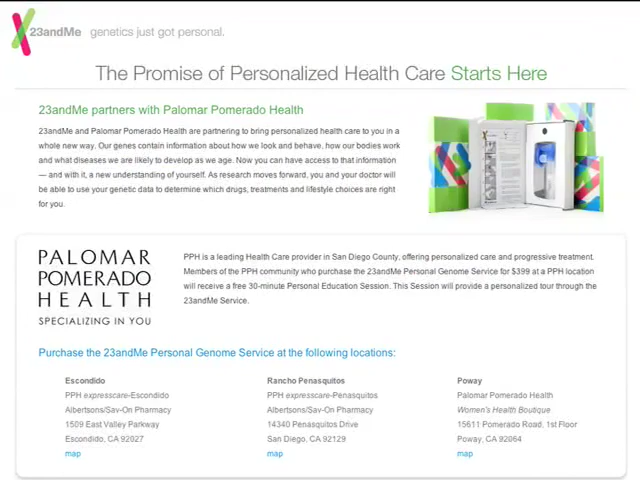 23andMe genetics just got personal.
The Promise of Personalized Health Care Starts Here
23andMe partners with Palomar Pomerado Health
23andMe and Palomar Pomerado Health are partnering to bring personalized health care to you in a
whole new way. Our genes contain information about how we look and behave, how our bodies work
and what diseases we are likely to develop as we age. Now you can have access to that information
— and with it, a new understanding of yourself. As research moves forward, you and your doctor will
be able to use your genetic data to determine which drugs, treatments and lifestyle choices are right
for you.
PALOMAR
POMERADO
HEALTH
SPECIALIZING IN YOU
PPH is a leading Health Care provider in San Diego County, offering personalized care and progressive treatment.
Members of the PPH community who purchase the 23andMe Personal Genome Service for $399 at a PPH location
will receive a free 30-minute Personal Education Session. This Session will provide a personalized tour through the
23andMe Service.
Purchase the 23andMe Personal Genome Service at the following locations:
Escondido
PPH expresscare-Escondido
Albertsons/Sav-On Pharmacy
1509 East Valley Parkway
Escondido, CA 92027
map
Rancho Penasquitos
PPH expresscare-Penasquitos
Albertsons/Sav-On Pharmacy
14340 Penasquitos Drive
San Diego, CA 92129
map
Poway
Palomar Pomerado Health
Women's Health Boutique
15611 Pomerado Road, 1st Floor
Poway, CA 92064
map